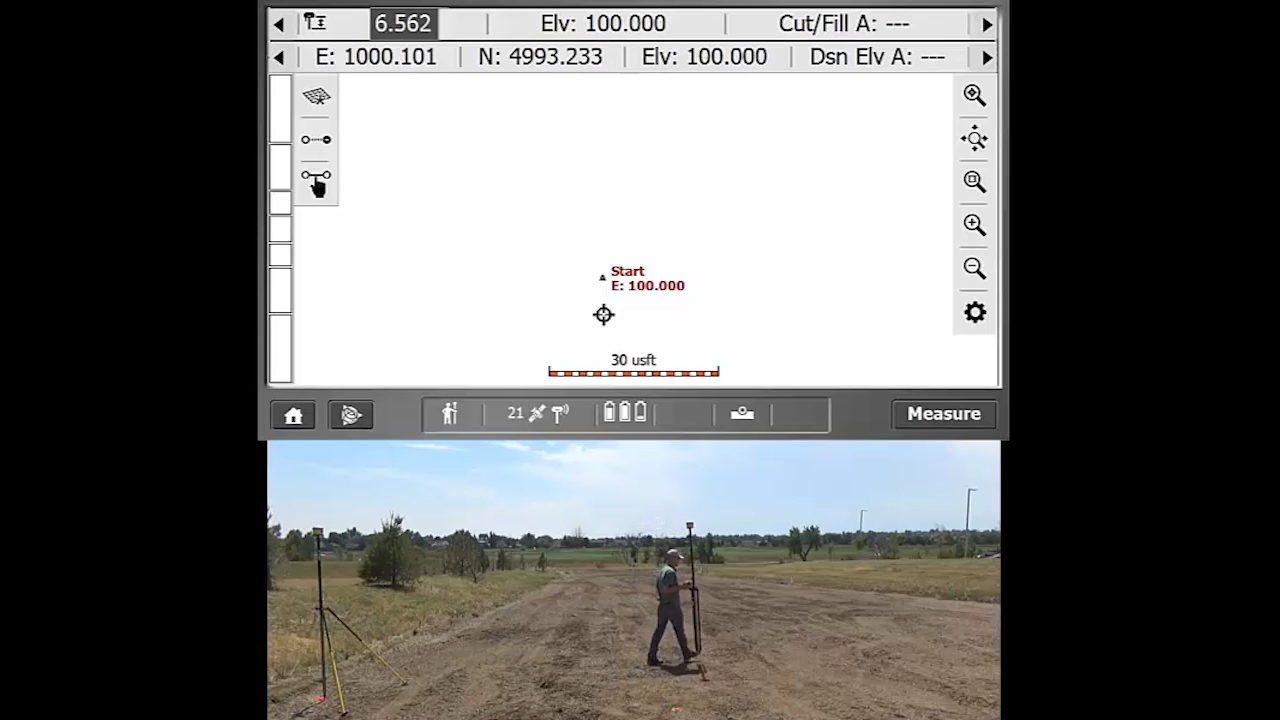 6.562 Elv: 100.000 Cut/Fill A: ---
E: 1000.101 N: 4993.233 Elv: 100.000 Dsn Elv A: ---
Start
E: 100.000
30 usft
21
Measure